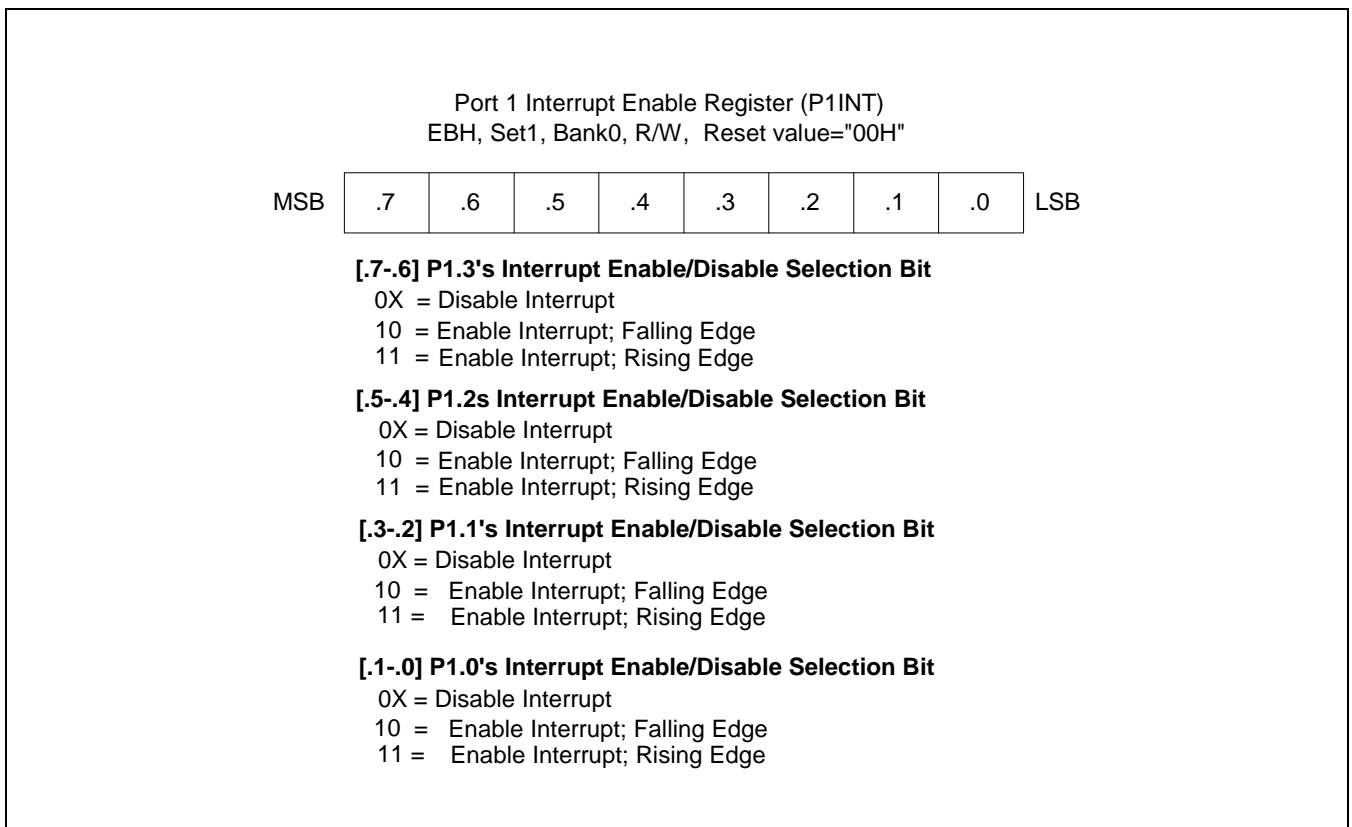 Port 1 Interrupt Enable Register (P1INT)
EBH, Set1, Bank0, R/W, Reset value="00H"
MSB .7 .6 .5 .4 .3 .2 .1 .0 LSB
[.7-.6] P1.3's Interrupt Enable/Disable Selection Bit
0X = Disable Interrupt
10 = Enable Interrupt; Falling Edge
11 = Enable Interrupt; Rising Edge
[.5-.4] P1.2s Interrupt Enable/Disable Selection Bit
0X = Disable Interrupt
10 = Enable Interrupt; Falling Edge
11 = Enable Interrupt; Rising Edge
[.3-.2] P1.1's Interrupt Enable/Disable Selection Bit
0X = Disable Interrupt
10 = Enable Interrupt; Falling Edge
11 = Enable Interrupt; Rising Edge
[.1-.0] P1.0's Interrupt Enable/Disable Selection Bit
0X = Disable Interrupt
10 = Enable Interrupt; Falling Edge
11 = Enable Interrupt; Rising Edge